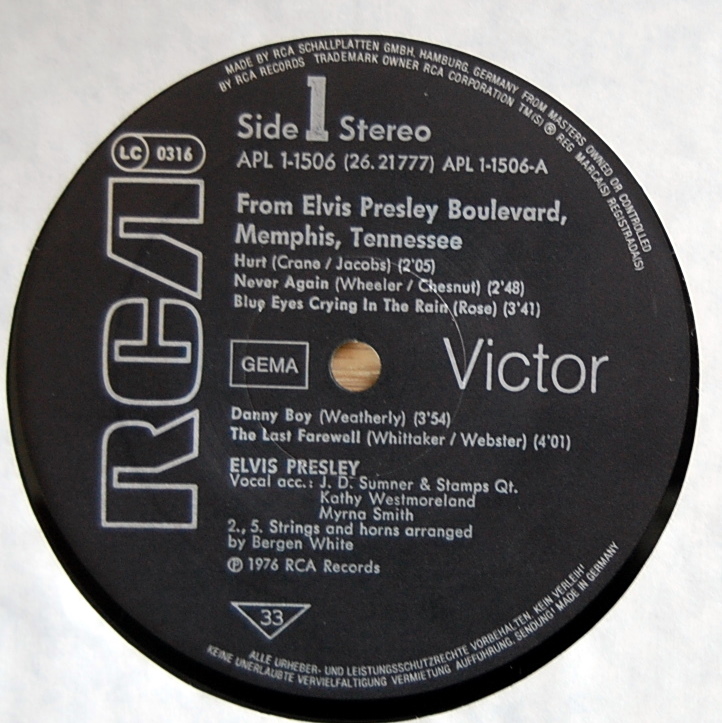 MADE BY RCA SCHALLPLATTEN GMBH, HAMBURG, GERMANY FROM MASTERS OWNED OR CONTROLLED
BY RCA RECORDS TRADEMARK OWNER RCA CORPORATION TM(S) ® REG MARCA(S) REGISTRADA(S)
Side 1 Stereo
LC 0316
APL 1-1506 (26.21777) APL 1-1506-A
RCA
From Elvis Presley Boulevard,
Memphis, Tennessee
Hurt (Crane / Jacobs) (2'05)
Never Again (Wheeler / Chesnut) (2'48)
Blue Eyes Crying In The Rain (Rose) (3'41)
GEMA
Victor
Danny Boy (Weatherly) (3'54)
The Last Farewell (Whittaker / Webster) (4'01)
ELVIS PRESLEY
Vocal acc.: J. D. Sumner & Stamps Qt.
Kathy Westmoreland
Myrna Smith
2., 5. Strings and horns arranged
by Bergen White
℗ 1976 RCA Records
33
ALLE URHEBER- UND LEISTUNGSSCHUTZRECHTE VORBEHALTEN. KEIN VERLEIH!
KEINE UNERLAUBTE VERVIELFALTIGUNG VERMIETUNG AUFFUHRUNG, SENDUNG! MADE IN GERMANY